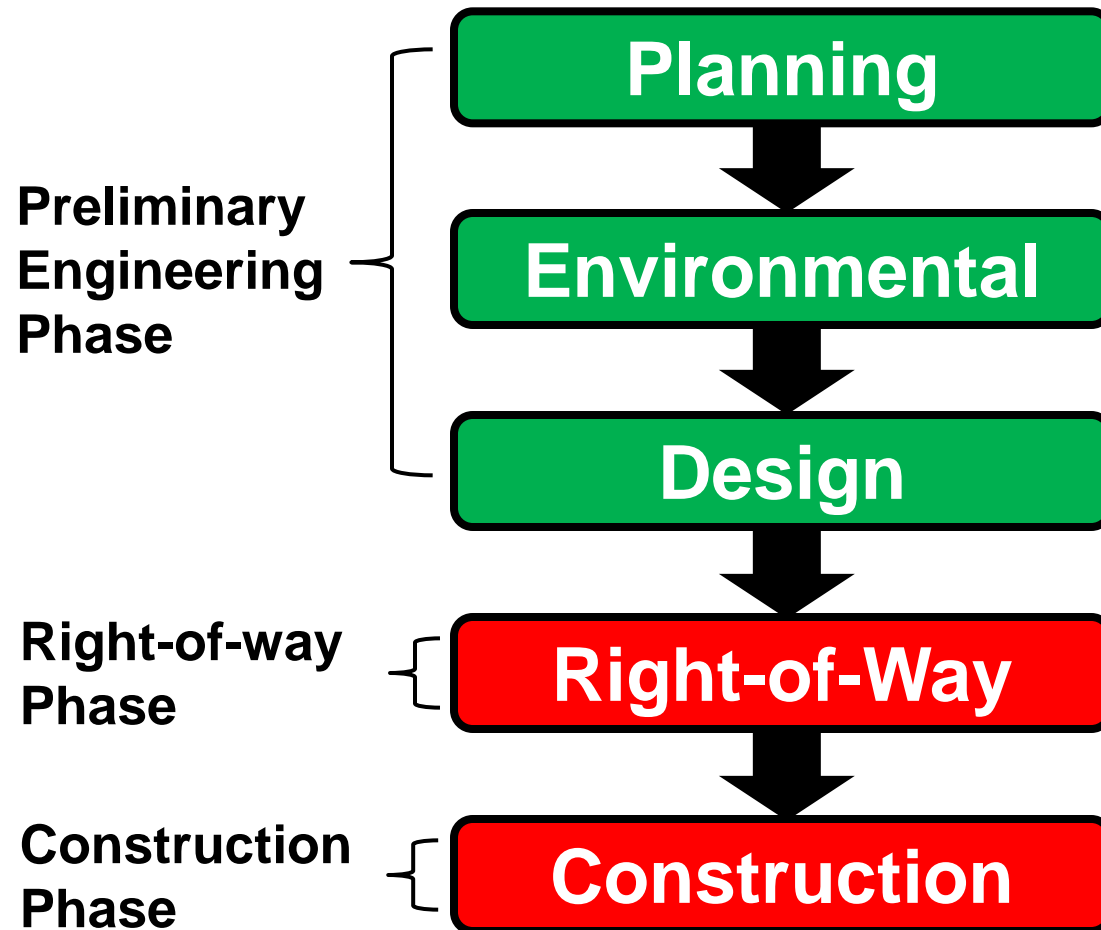 Planning
Preliminary
Engineering
Phase
Environmental
Design
Right-of-way
Phase
Right-of-Way
Construction
Phase
Construction